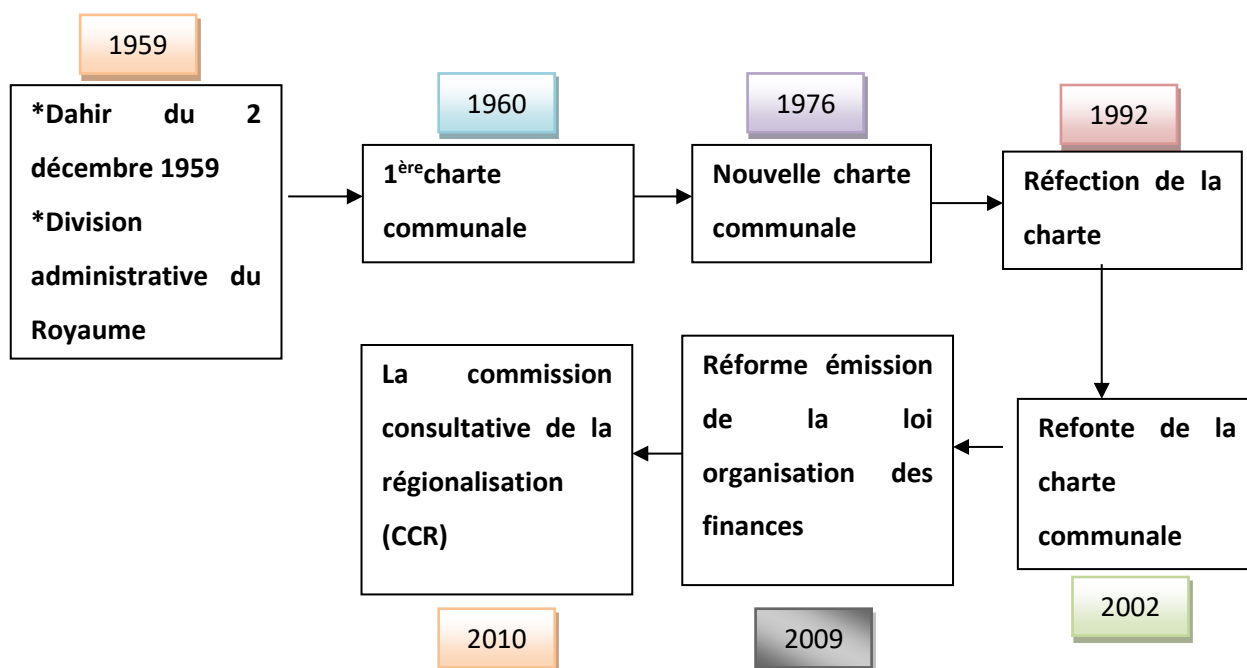 1959
*Dahir du 2
décembre 1959
*Division
administrative du
Royaume
1960
1ère charte
communale
1976
Nouvelle charte
communale
1992
Réfection de la
charte
Refonte de la
charte
communale
2002
Réforme émission
de la loi
organisation des
finances
2009
La commission
consultative de la
régionalisation
(CCR)
2010